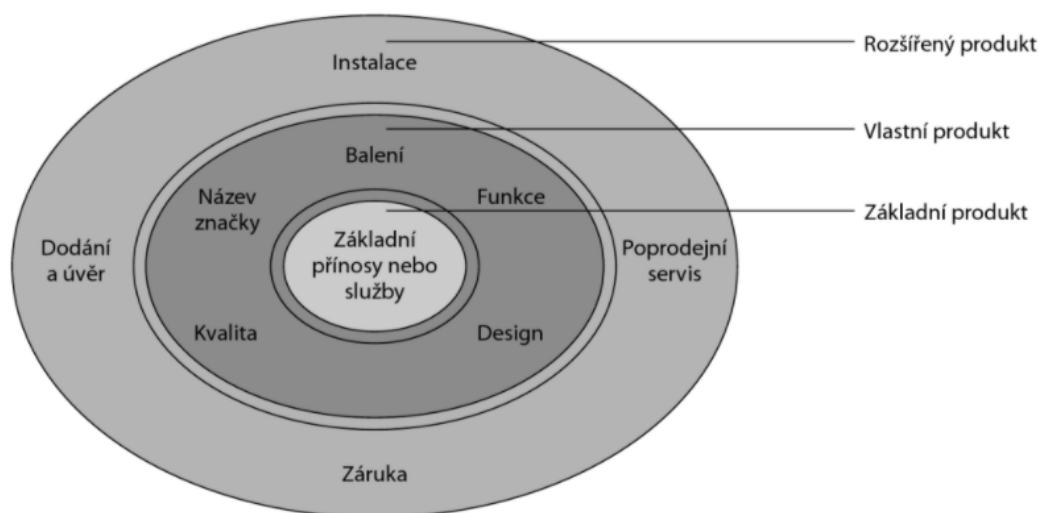 Instalace
Rozšířený produkt
Vlastní produkt
Balení
Název
značky
Funkce
Základní produkt
Dodání
a úvěr
Základní
přínosy nebo
služby
Poprodejní
servis
Kvalita
Design
Záruka